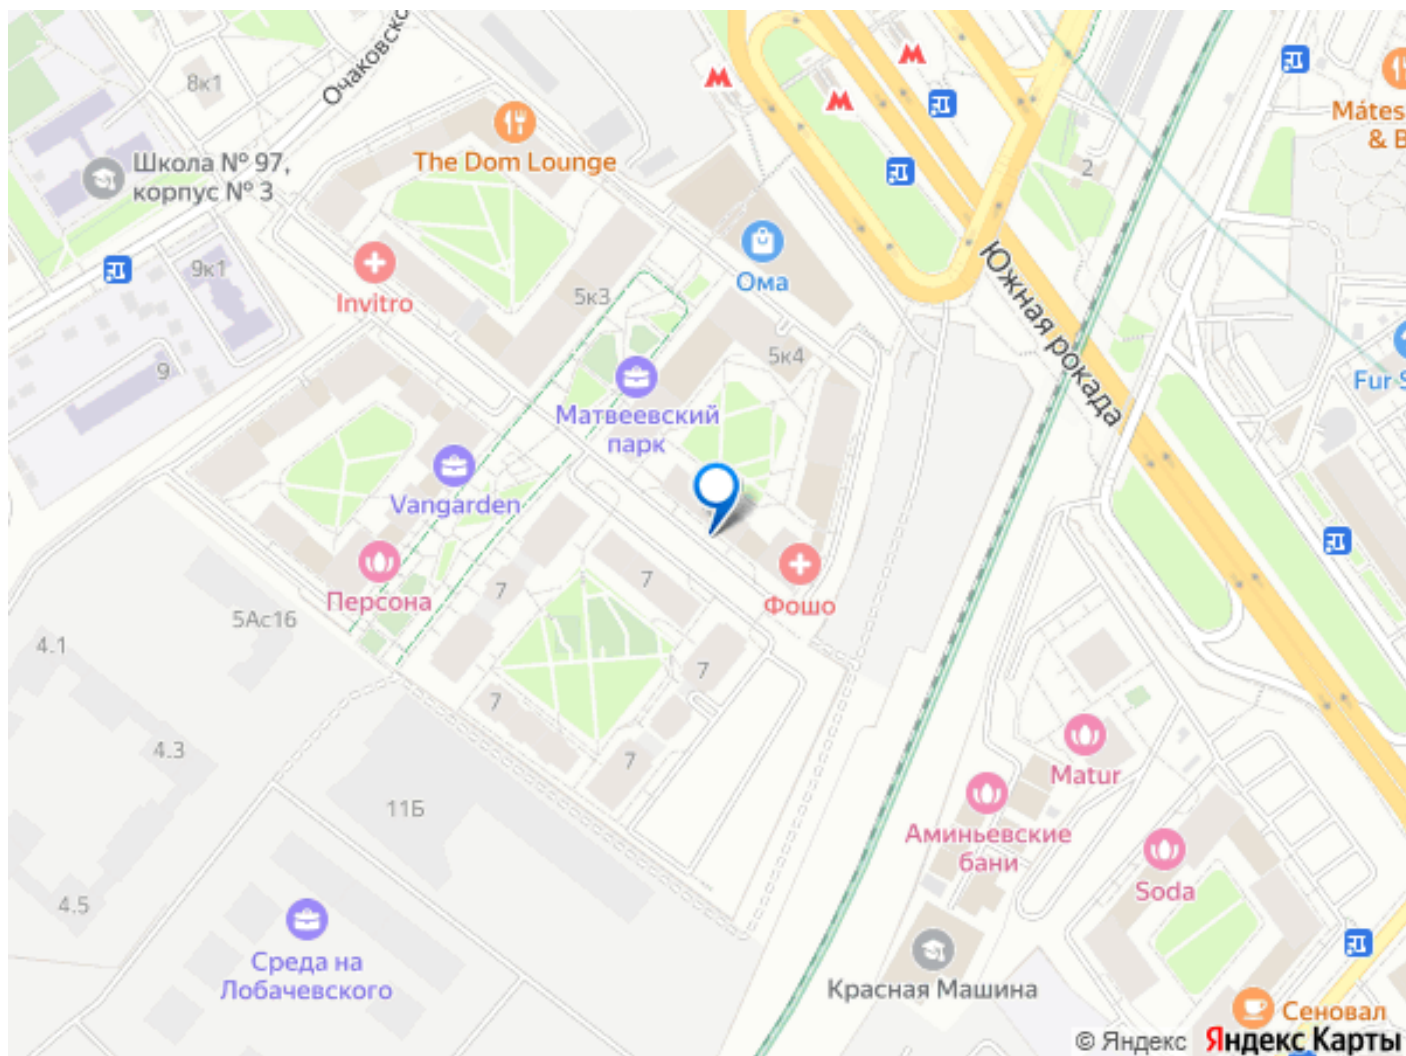 Очаковско
8к1
The Dom Lounge
Школа № 97,
корпус № 3
Mátes
& B
2
9к1
Invitro
5к3
Ома
Южная рокада
5к4
Fur S
9
Матвеевский
парк
Vangarden
Персона
7
7
Фошо
5Ас16
4.1
7
7
7
4.3
11Б
Matur
Аминьевские
бани
Soda
4.5
Среда на
Лобачевского
Красная Машина
Сеновал
© Яндекс Яндекс Карты